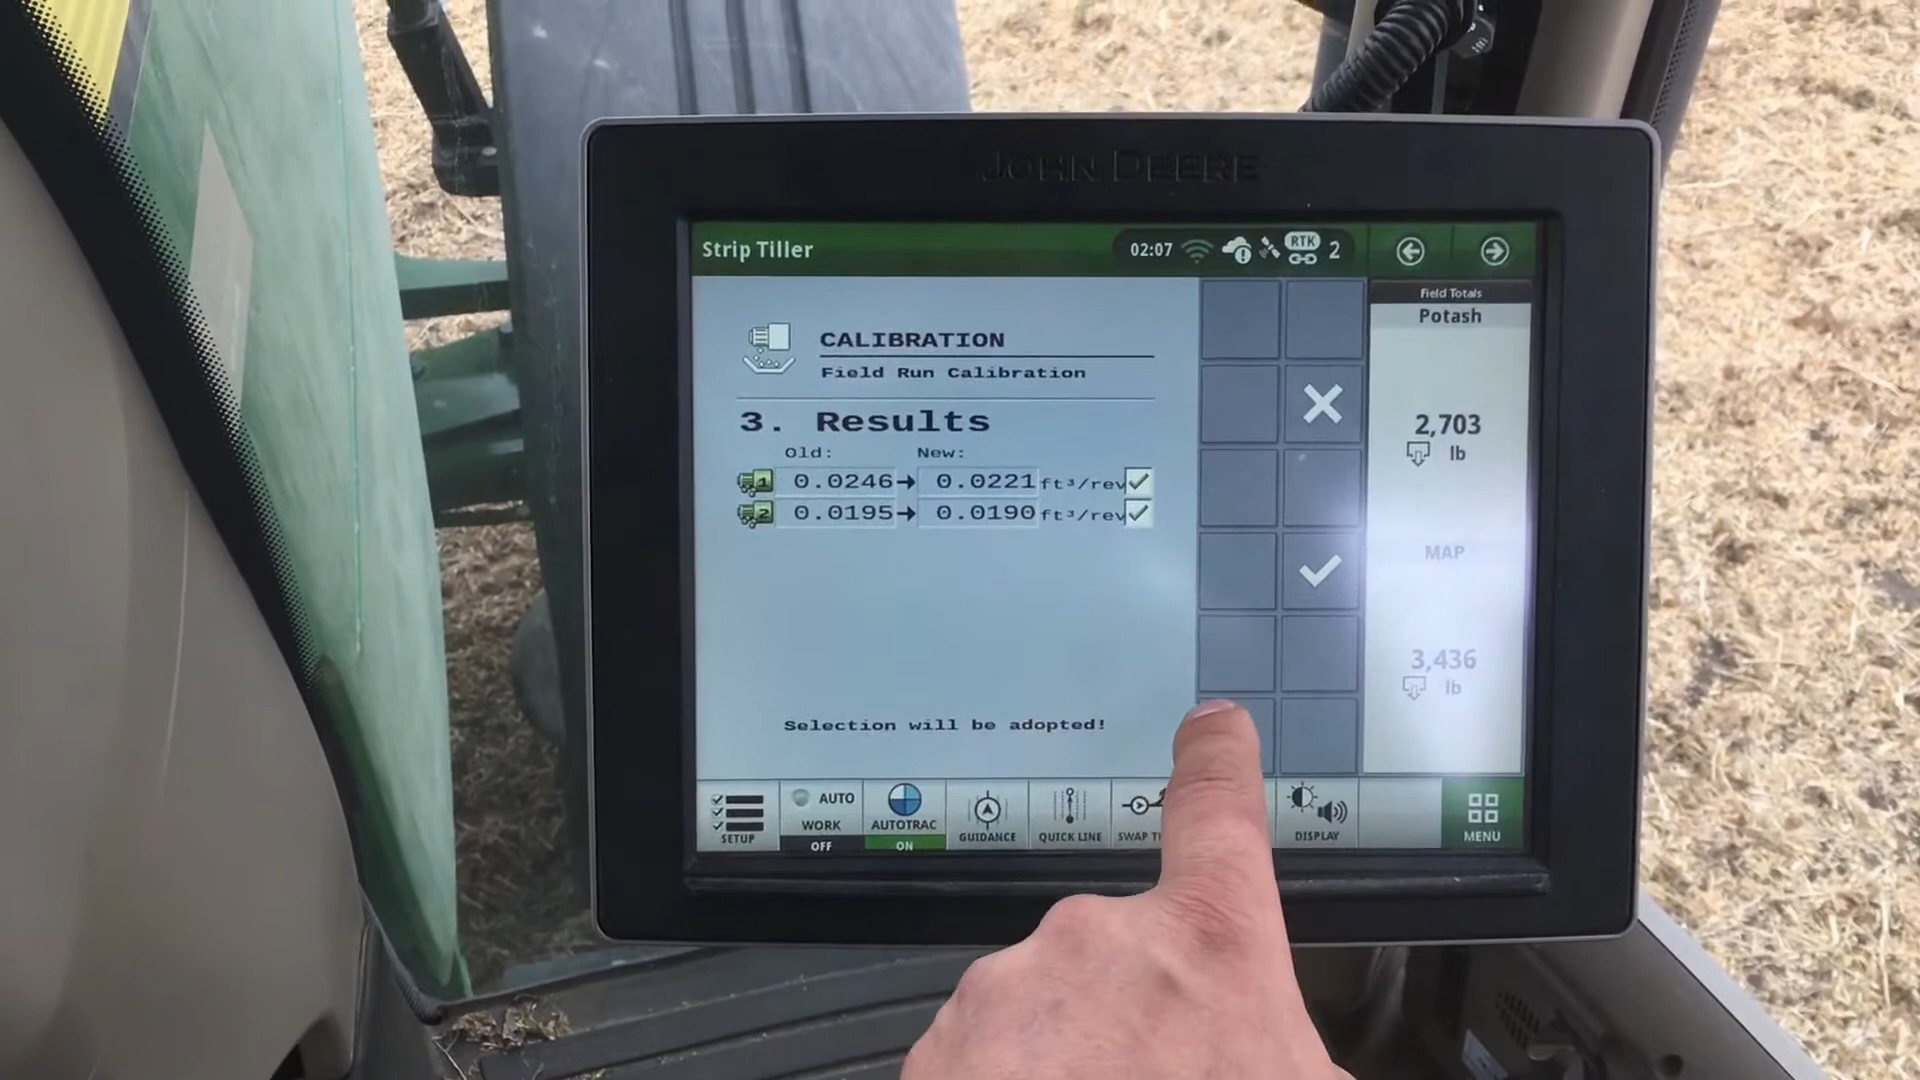 JOHN DEERE
Strip Tiller
02:07
RTK
2
Field Totals
Potash
2,703
lb
MAP
3,436
lb
CALIBRATION
Field Run Calibration
3. Results
Old: New:
1 0.0246 → 0.0221 ft³/rev
2 0.0195 → 0.0190 ft³/rev
Selection will be adopted!
SETUP
AUTO
WORK
OFF
AUTOTRAC
ON
GUIDANCE
QUICK LINE
SWAP
DISPLAY
MENU